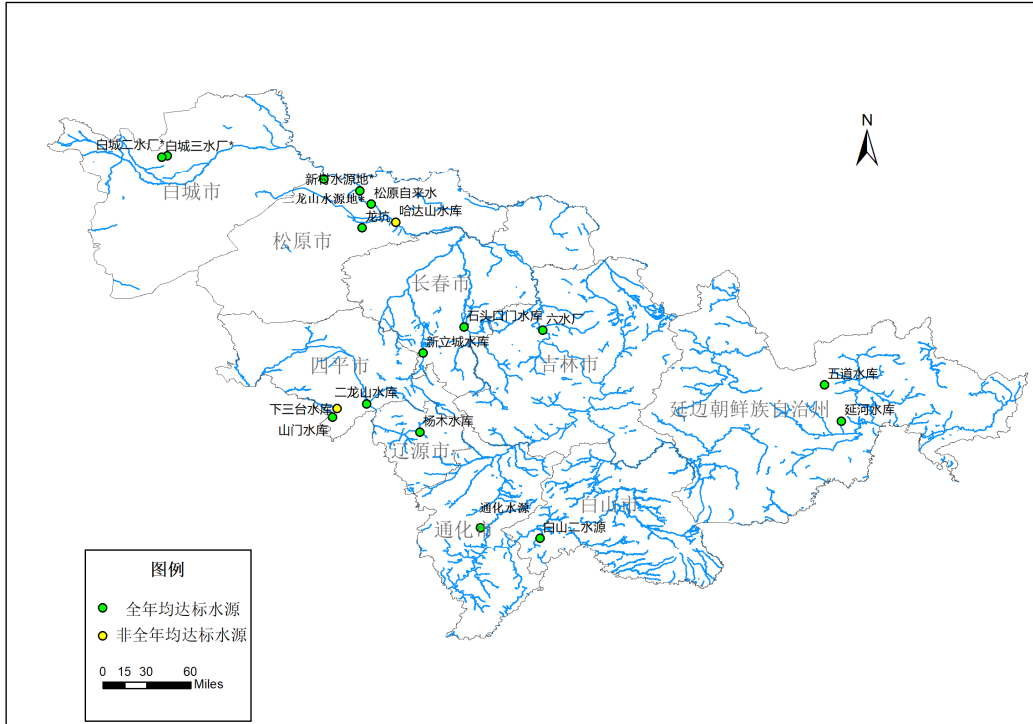 N
白城二水厂*
白城三水厂*
白城市
新村水源地*
二龙山水源地*
松原自来水
哈达山水库
龙坑
松原市
长春市
石头口门水库
六水厂
新立城水库
四平市
吉林市
二龙山水库
下三台水库
山门水库
杨木水库
辽源市
五道水库
延边朝鲜族自治州
延河水库
通化水源
白山市
通化
白山二水源
图例
全年均达标水源
非全年均达标水源
0 15 30 60
Miles